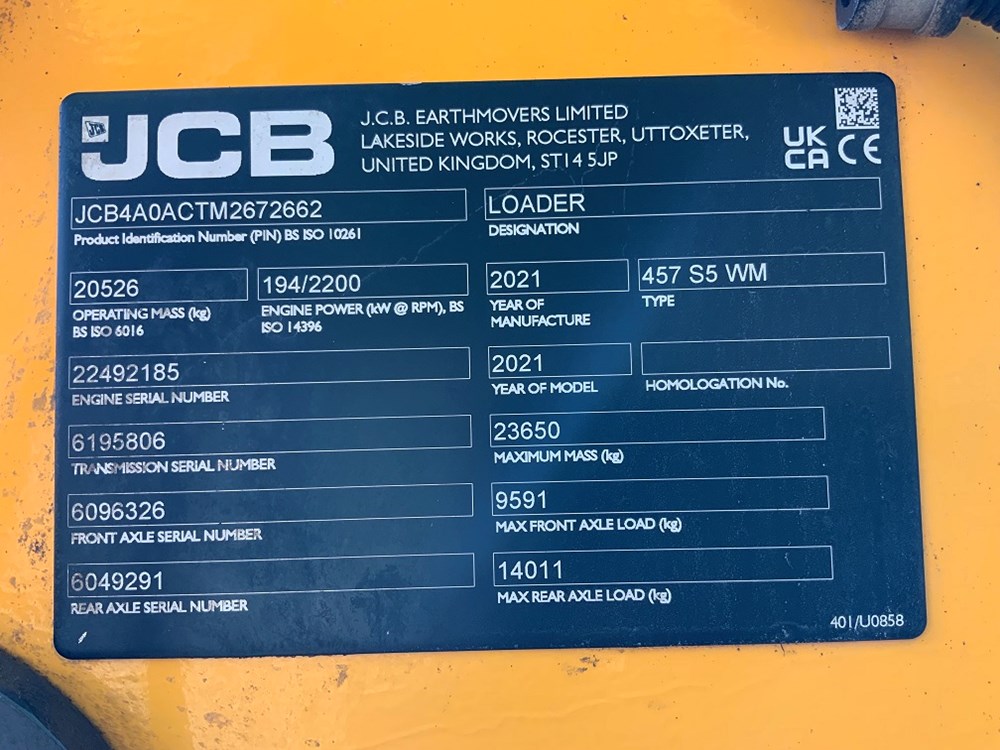 JCB
JCB
J.C.B. EARTHMOVERS LIMITED
LAKESIDE WORKS, ROCESTER, UTTOXETER,
UNITED KINGDOM, ST14 5JP
UK
CA CE
JCB4A0ACTM2672662
Product Identification Number (PIN) BS ISO 10261
LOADER
DESIGNATION
20526
OPERATING MASS (kg)
BS ISO 6016
194/2200
ENGINE POWER (kW @ RPM), BS
ISO 14396
2021
YEAR OF
MANUFACTURE
457 S5 WM
TYPE
22492185
ENGINE SERIAL NUMBER
2021
YEAR OF MODEL
HOMOLOGATION No.
6195806
TRANSMISSION SERIAL NUMBER
23650
MAXIMUM MASS (kg)
6096326
FRONT AXLE SERIAL NUMBER
9591
MAX FRONT AXLE LOAD (kg)
6049291
REAR AXLE SERIAL NUMBER
14011
MAX REAR AXLE LOAD (kg)
401/U0858